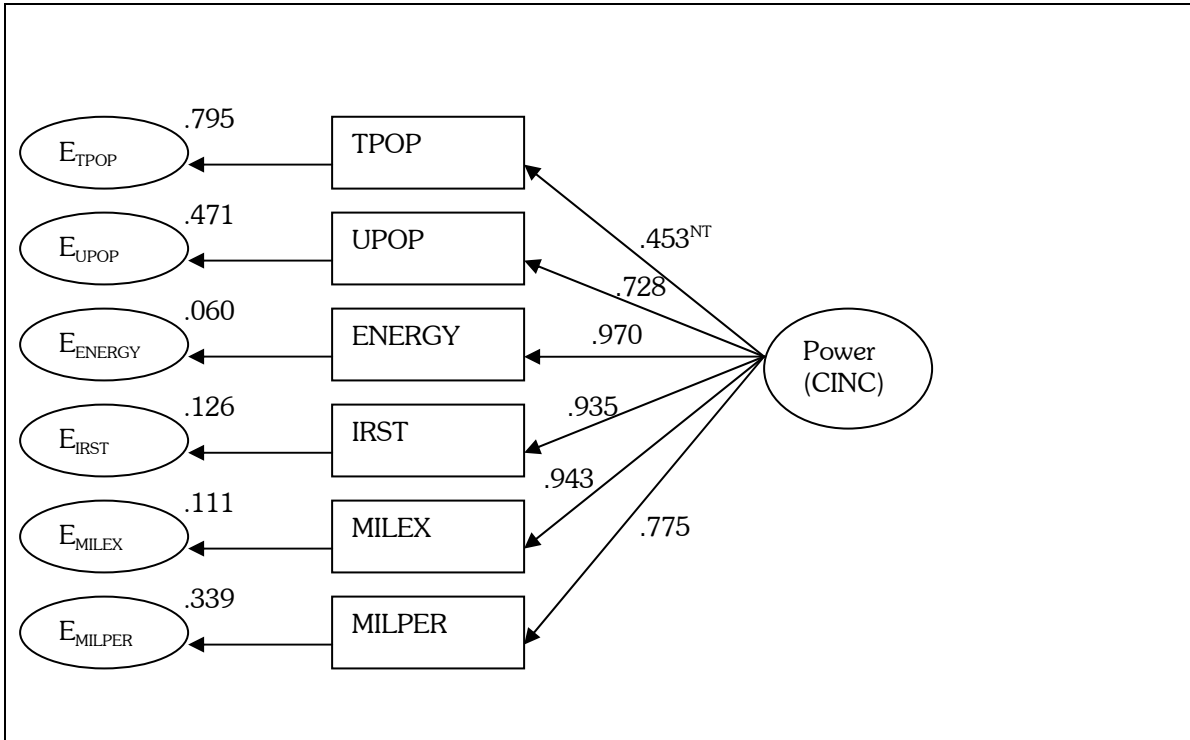 .795
E_TPOP
TPOP
.471
E_UPOP
UPOP
.453^NT
.728
.060
E_ENERGY
ENERGY
.970
Power
(CINC)
.126
E_IRST
IRST
.935
.111
E_MILEX
MILEX
.943
.775
.339
E_MILPER
MILPER